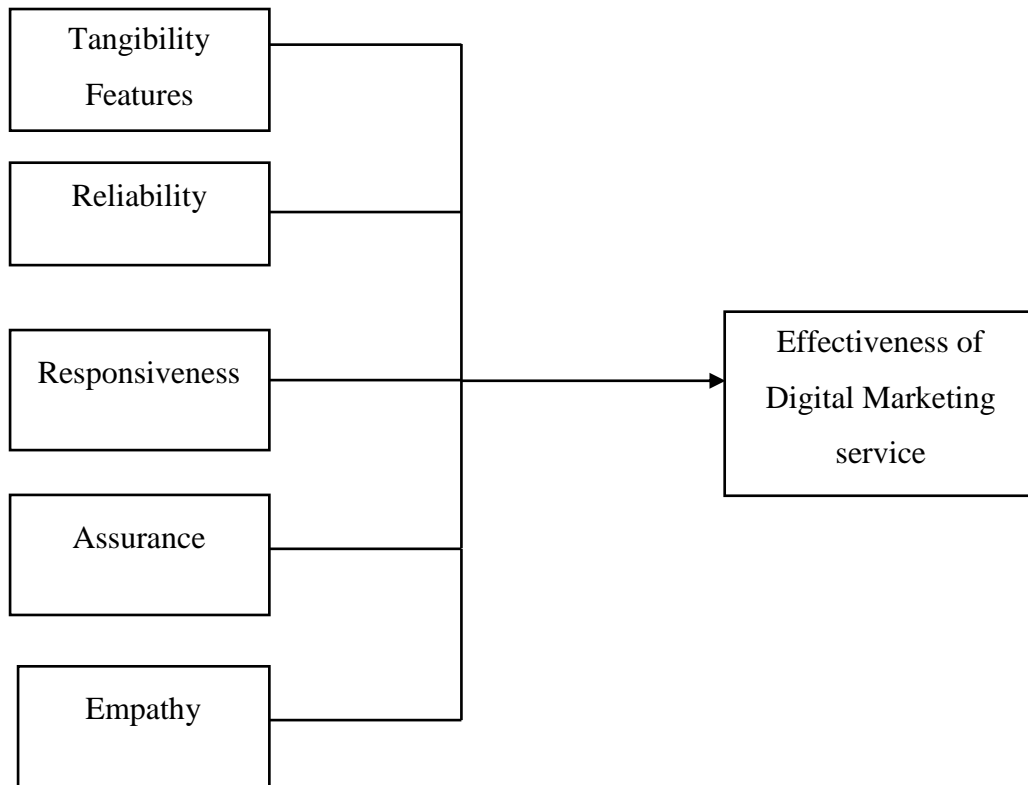 Tangibility
Features
Reliability
Responsiveness
Assurance
Empathy
Effectiveness of
Digital Marketing
service